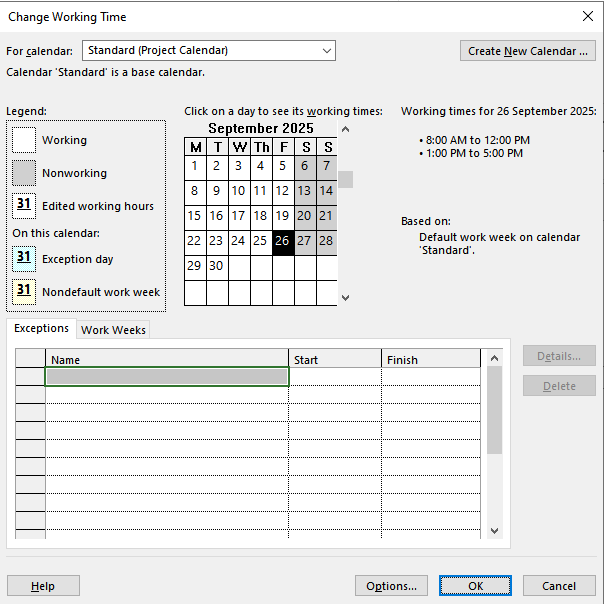 Change Working Time
For calendar: Standard (Project Calendar)
Create New Calendar ...
Calendar 'Standard' is a base calendar.
Legend:
Working
Nonworking
31 Edited working hours
On this calendar:
31 Exception day
31 Nondefault work week
Click on a day to see its working times:
September 2025
M T W Th F S S
1 2 3 4 5 6 7
8 9 10 11 12 13 14
15 16 17 18 19 20 21
22 23 24 25 26 27 28
29 30
Working times for 26 September 2025:
• 8:00 AM to 12:00 PM
• 1:00 PM to 5:00 PM
Based on:
Default work week on calendar
'Standard'.
Exceptions Work Weeks
Name Start Finish
Details...
Delete
Help Options... OK Cancel